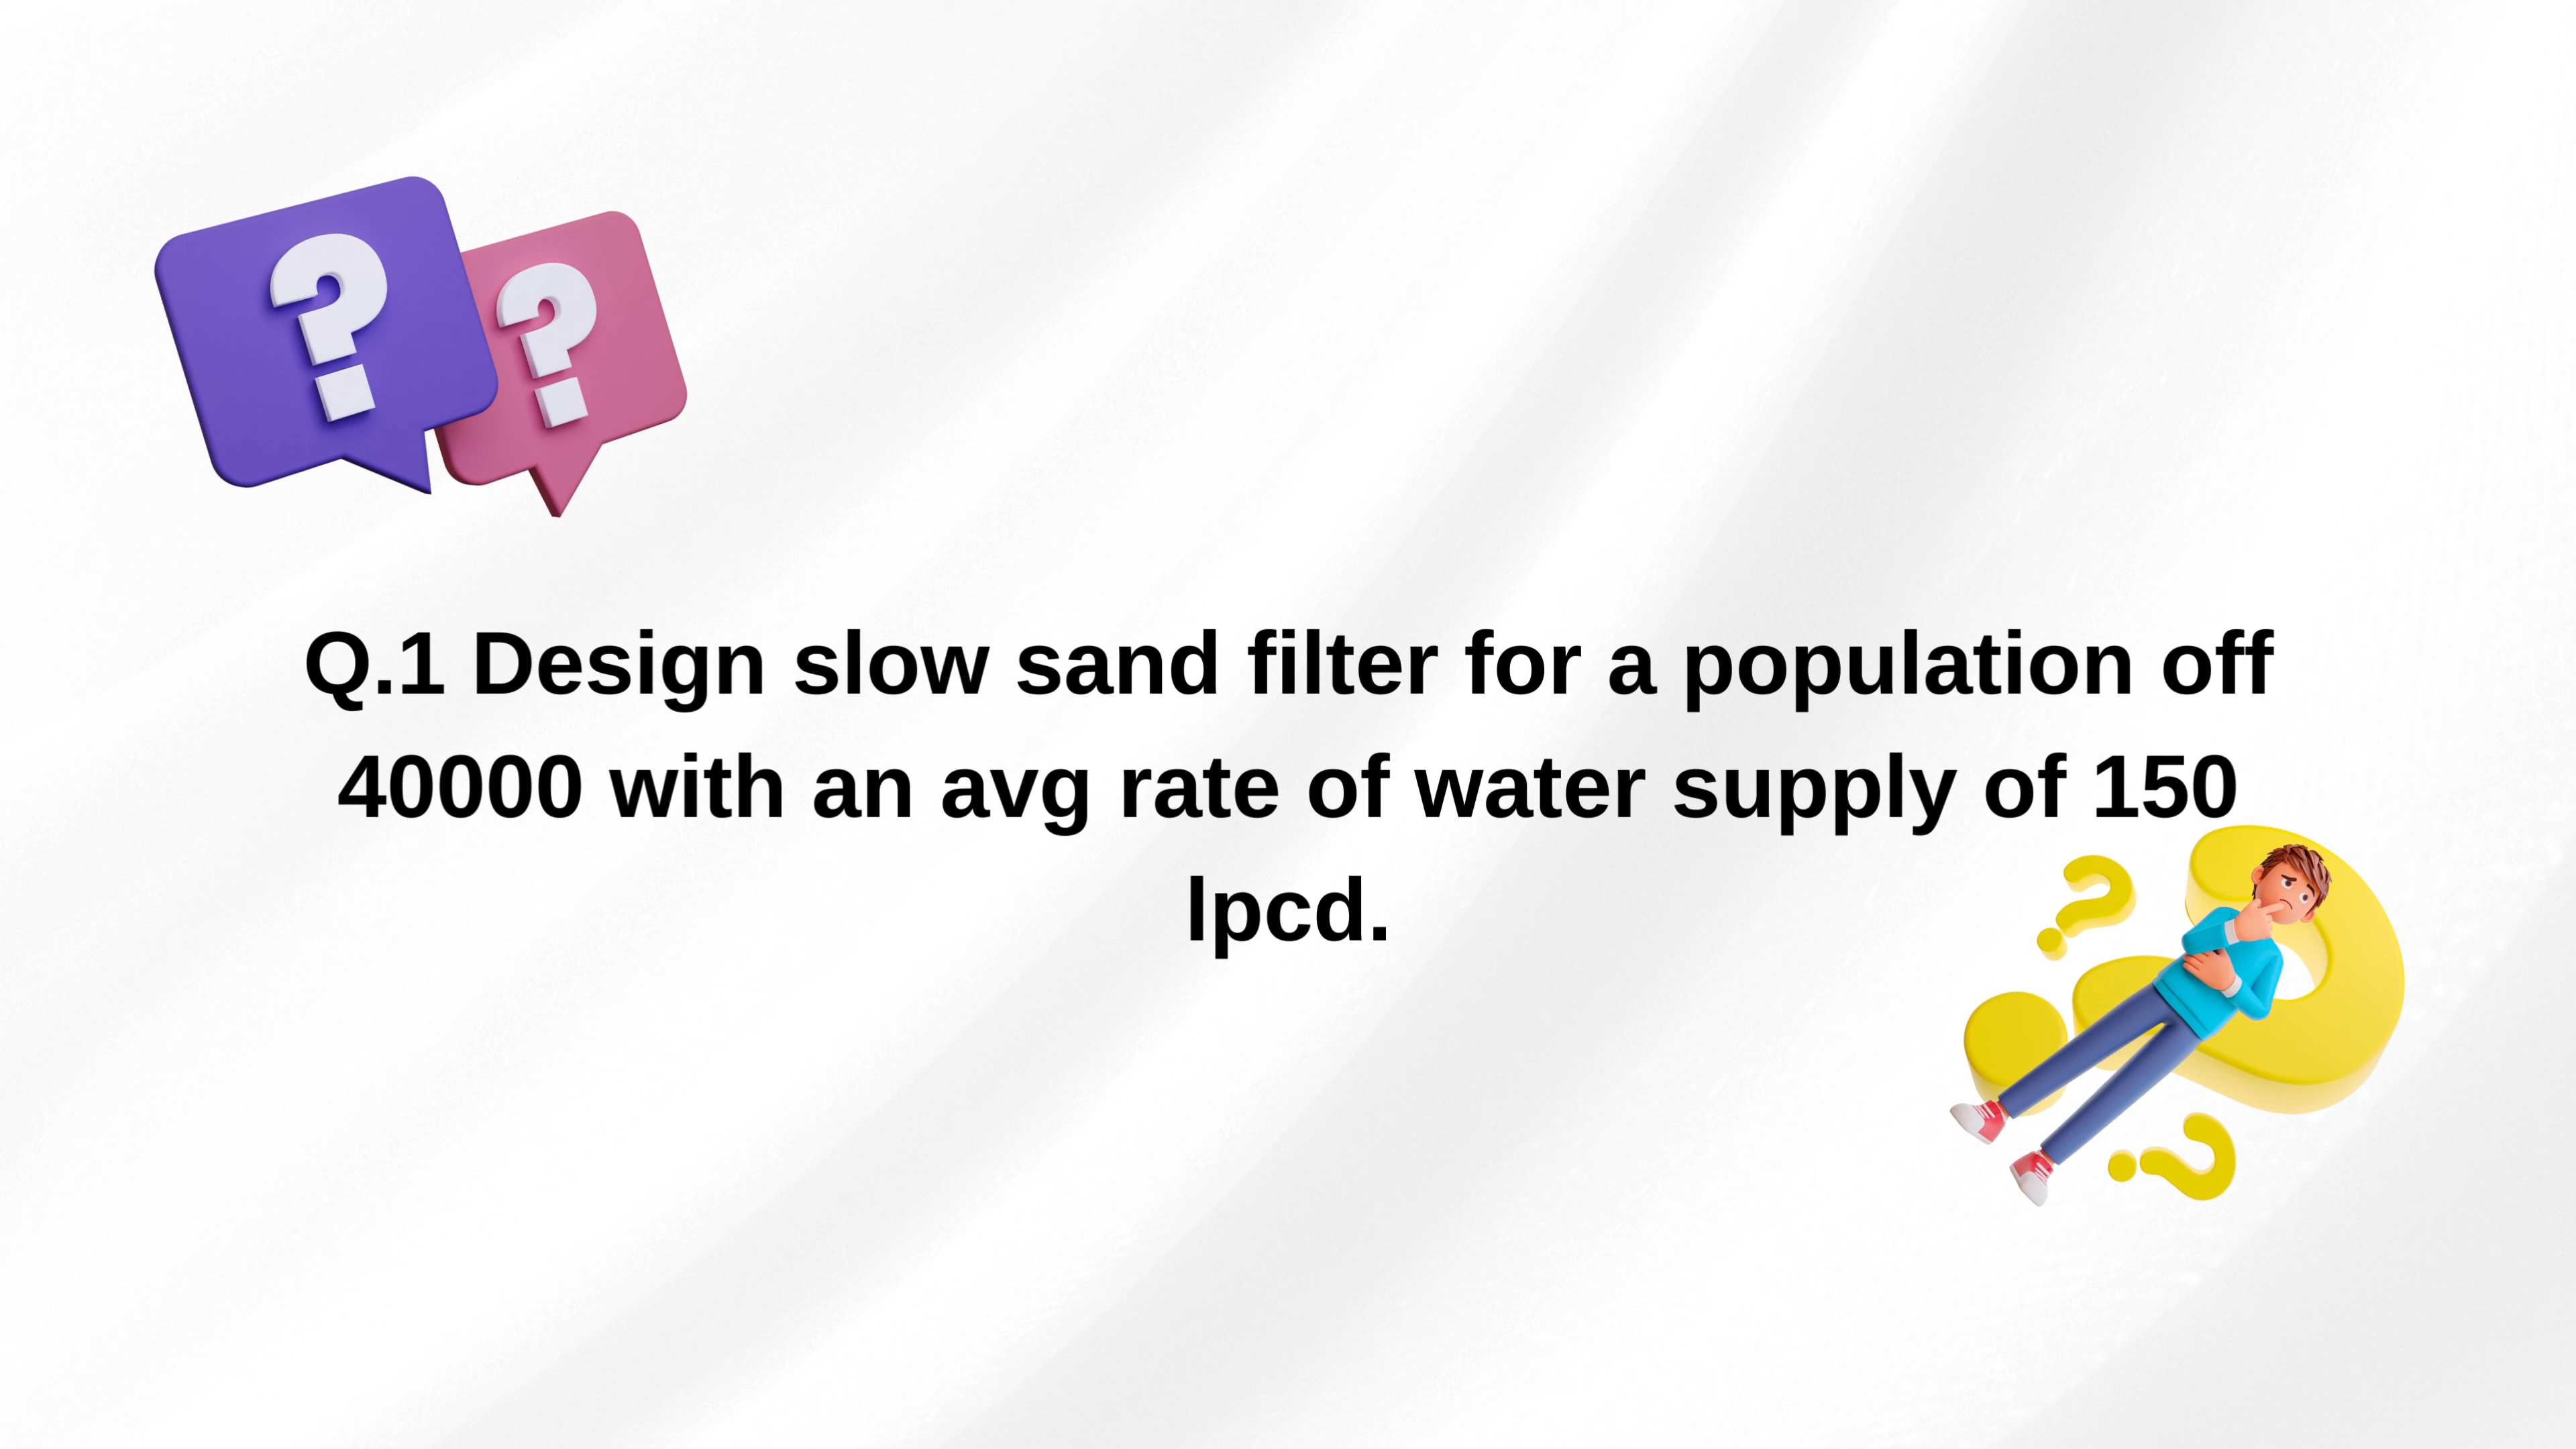 Q.1 Design slow sand filter for a population off
40000 with an avg rate of water supply of 150
lpcd.